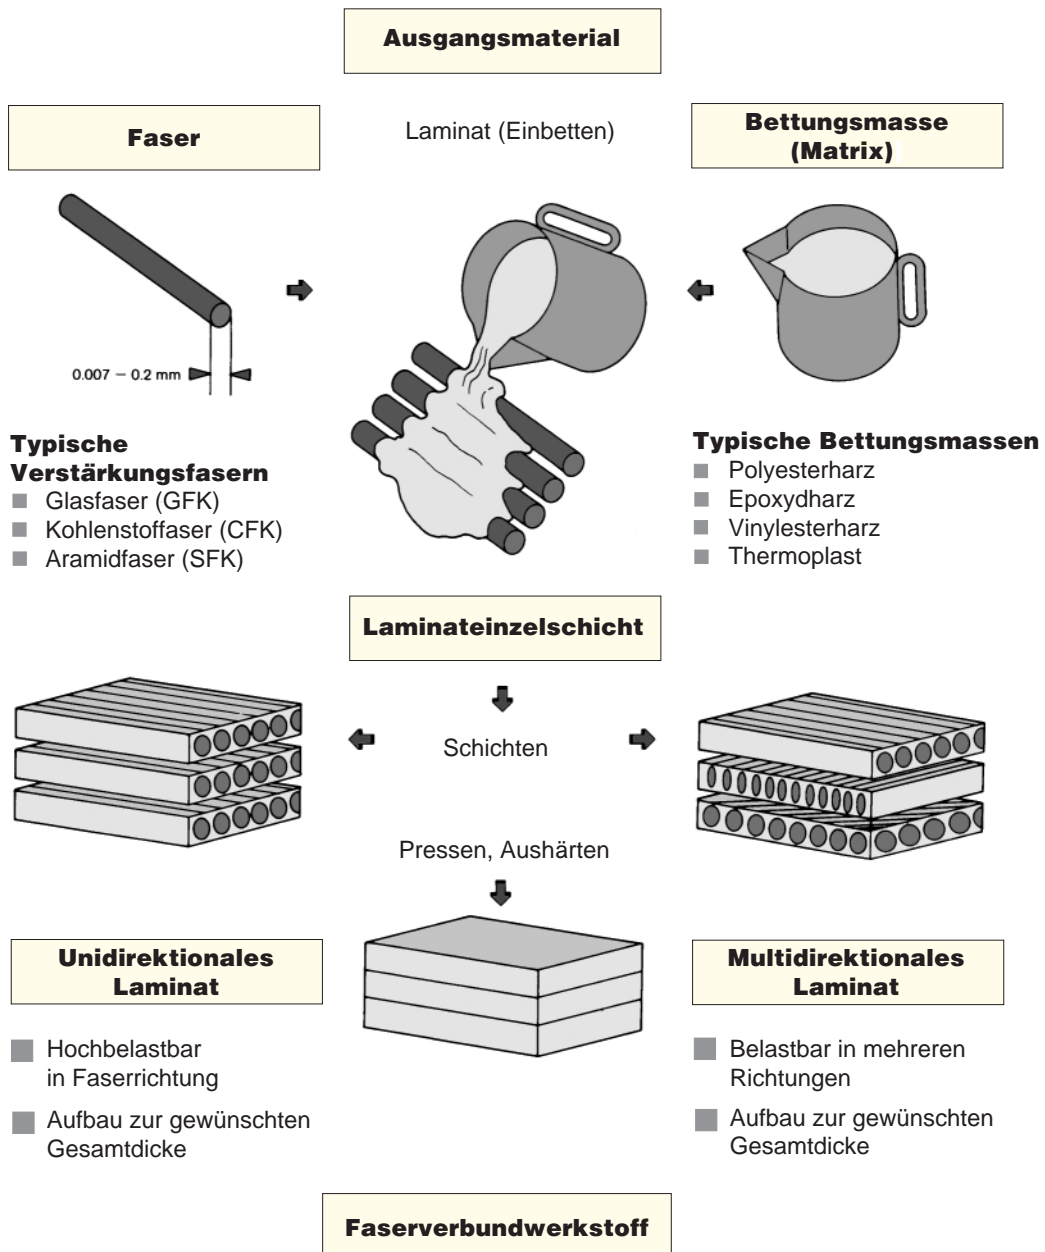 Ausgangsmaterial
Faser
Laminat (Einbetten)
Bettungsmasse
(Matrix)
0.007 – 0.2 mm
Typische
Verstärkungsfasern
Glasfaser (GFK)
Kohlenstoffaser (CFK)
Aramidfaser (SFK)
Typische Bettungsmassen
Polyesterharz
Epoxydharz
Vinylesterharz
Thermoplast
Laminateinzelschicht
Schichten
Pressen, Aushärten
Unidirektionales
Laminat
Hochbelastbar
in Faserrichtung
Aufbau zur gewünschten
Gesamtdicke
Multidirektionales
Laminat
Belastbar in mehreren
Richtungen
Aufbau zur gewünschten
Gesamtdicke
Faserverbundwerkstoff